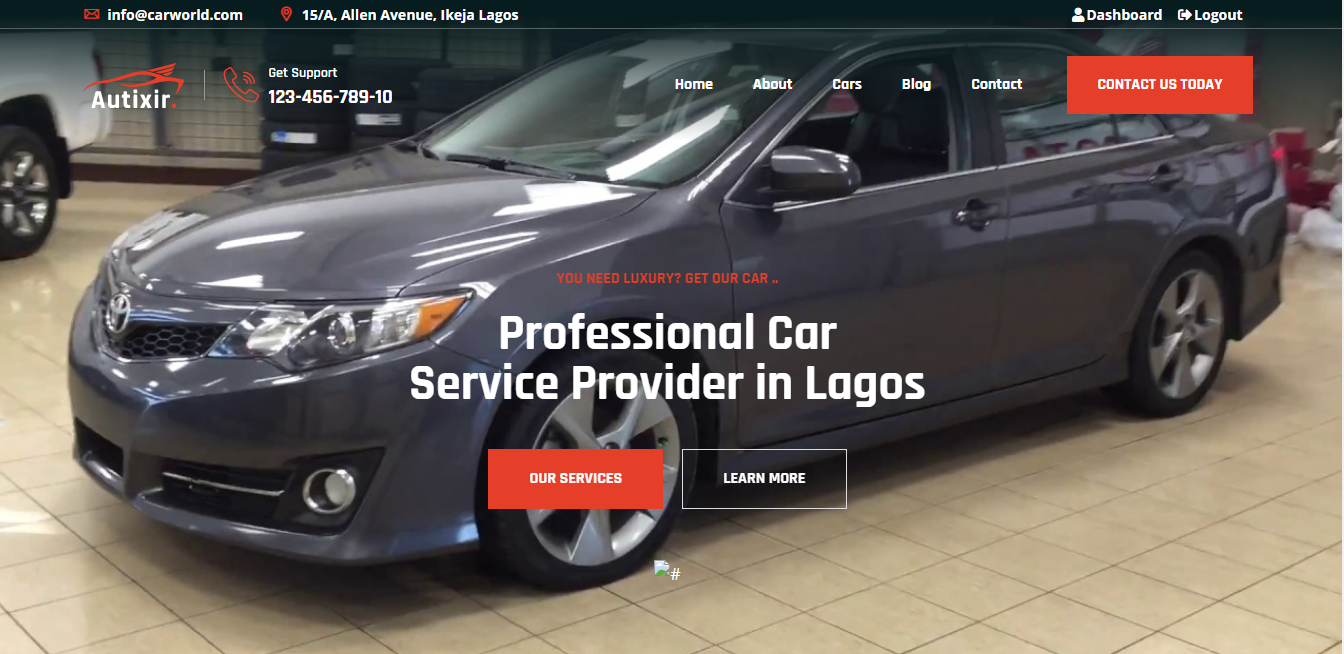 info@carworld.com
15/A, Allen Avenue, Ikeja Lagos
Dashboard
Logout
Autixir.
Get Support
123-456-789-10
Home
About
Cars
Blog
Contact
CONTACT US TODAY
YOU NEED LUXURY? GET OUR CAR ..
Professional Car
Service Provider in Lagos
OUR SERVICES
LEARN MORE
#